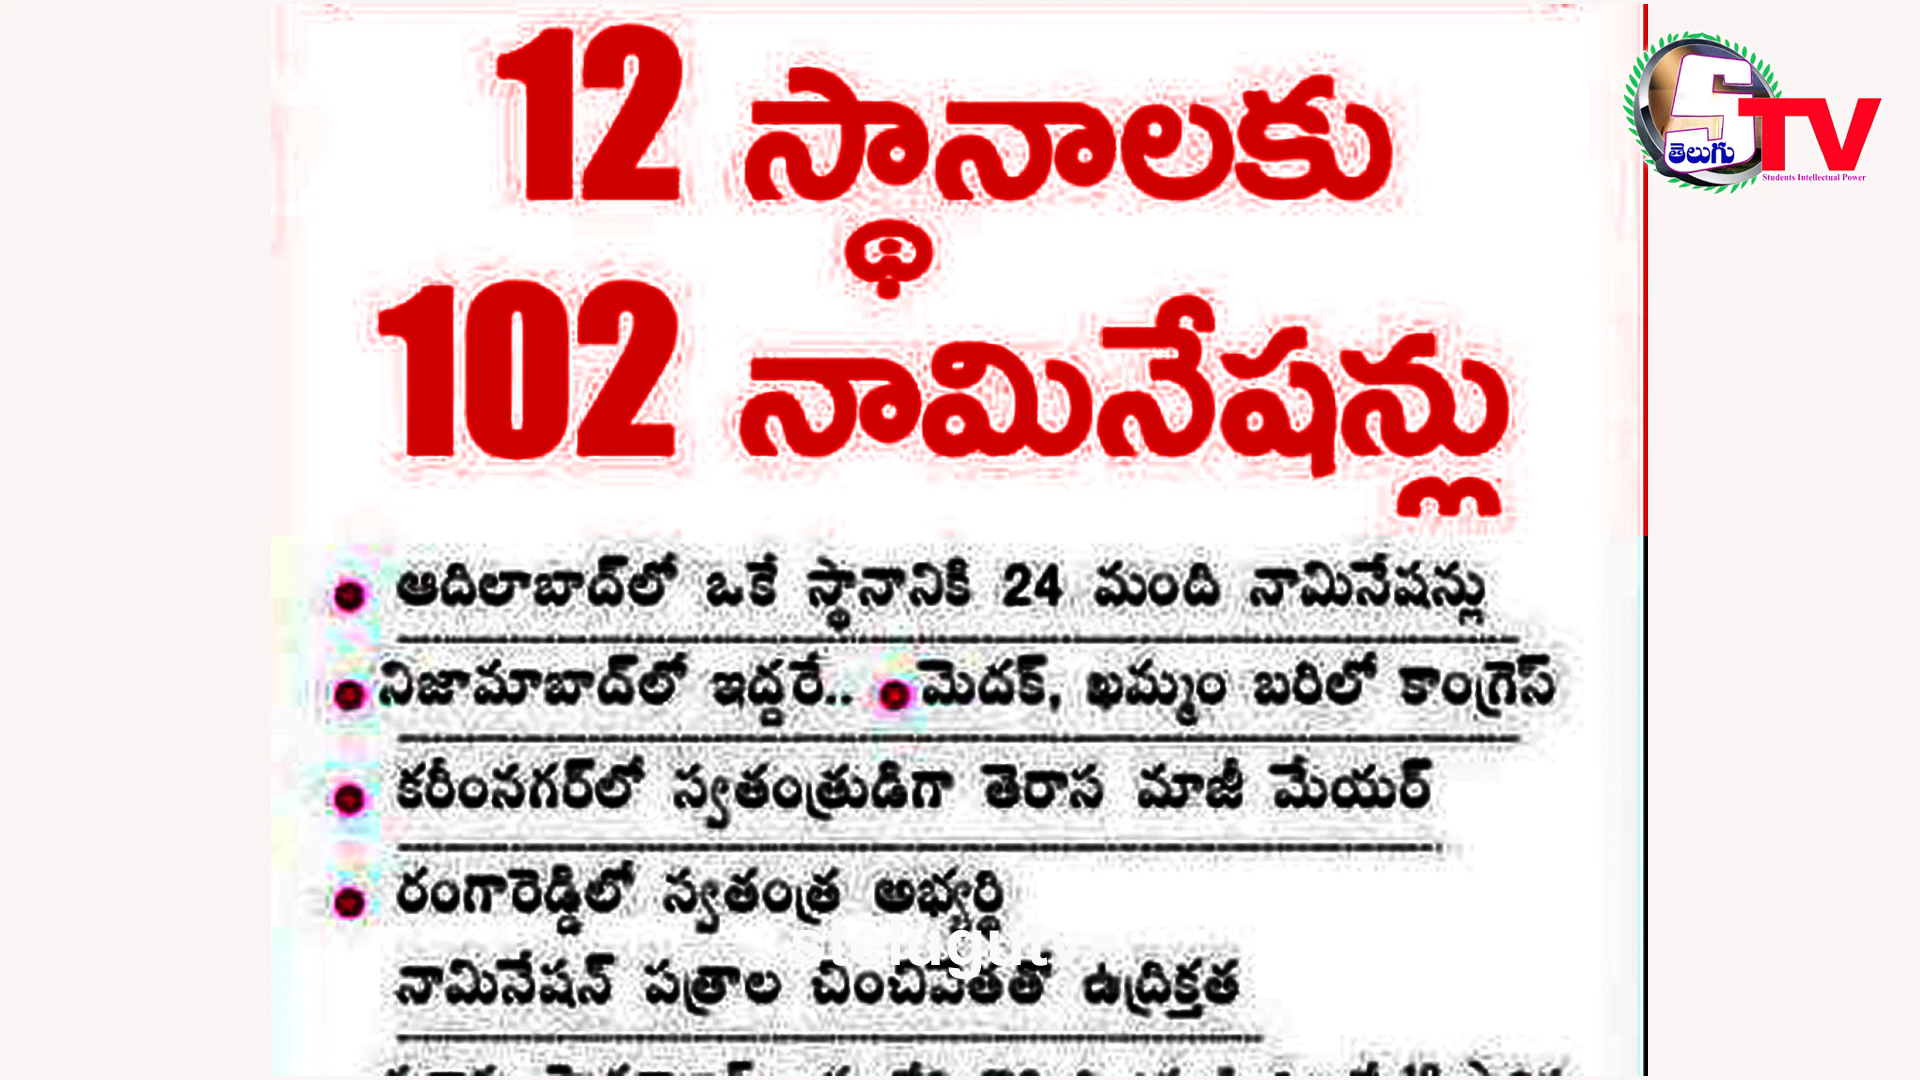 12 స్థానాలకు
102 నామినేషన్లు
S TV
తెలుగు
Students Intellectual Power
ఆదిలాబాద్‌లో ఒకే స్థానానికి 24 మంది నామినేషన్లు
నిజామాబాద్‌లో ఇద్దరే.. మెదక్, ఖమ్మం బరిలో కాంగ్రెస్
కరీంనగర్‌లో స్వతంత్రుడిగా తెరాస మాజీ మేయర్
రంగారెడ్డిలో స్వతంత్ర అభ్యర్థి
నామినేషన్ పత్రాల చించివేతతో ఉద్రిక్తత